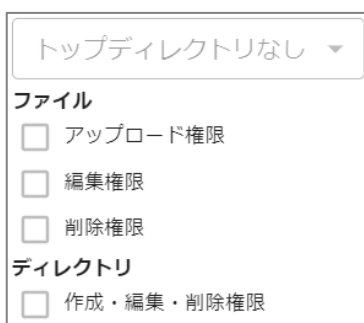 トップディレクトリなし
ファイル
アップロード権限
編集権限
削除権限
ディレクトリ
作成・編集・削除権限